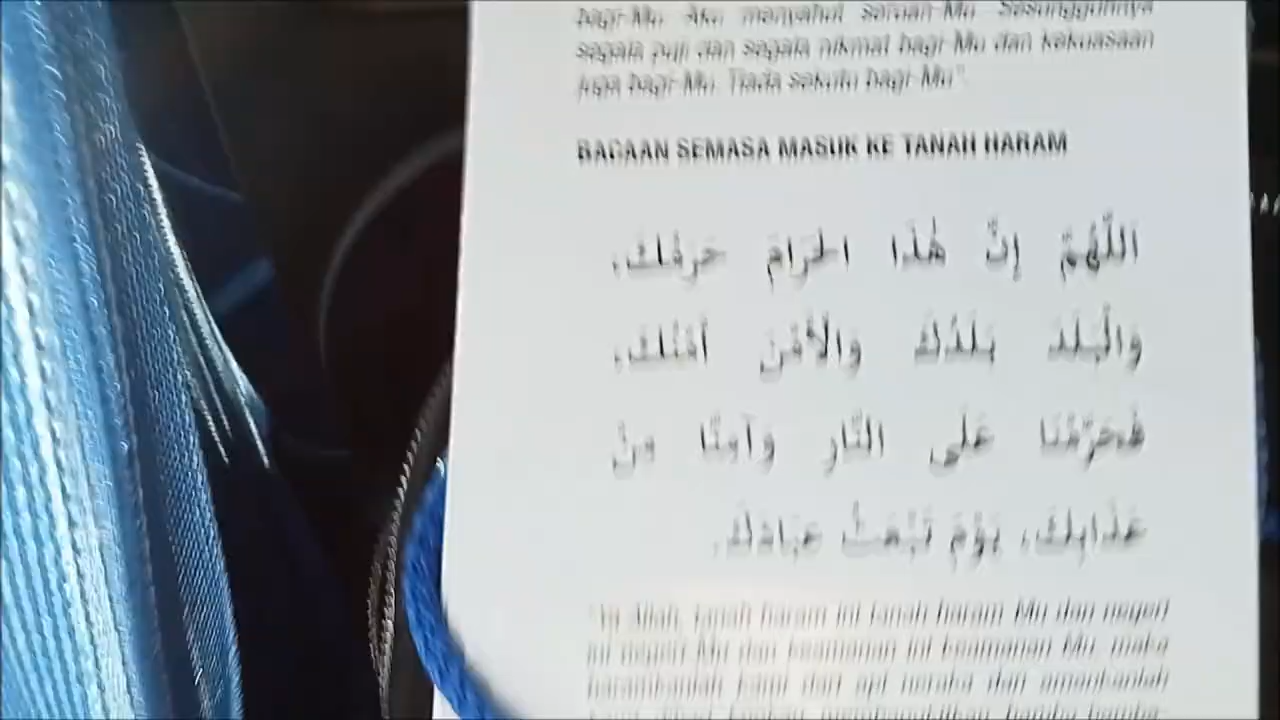 bagi-Mu. Aku menyahut seruan-Mu. Sesungguhnya
segala puji dan segala nikmat bagi-Mu dan kekuasaan
juga bagi-Mu. Tiada sekutu bagi-Mu".
BACAAN SEMASA MASUK KE TANAH HARAM
اللّٰهُمَّ إِنَّ هٰذَا الحَرَامَ حَرَمُكَ،
وَالْبَلَدَ بَلَدُكَ وَالْأَمْنَ أَمْنُكَ،
فَحَرِّمْنَا عَلَى النَّارِ وَآمِنَّا مِنْ
عَذَابِكَ، يَوْمَ تَبْعَثُ عِبَادَكَ.
"Ya Allah, tanah haram ini tanah haram Mu dan negeri
ini negeri Mu dan keamanan ini keamanan Mu, maka
haramkanlah kami dari api neraka dan amankanlah